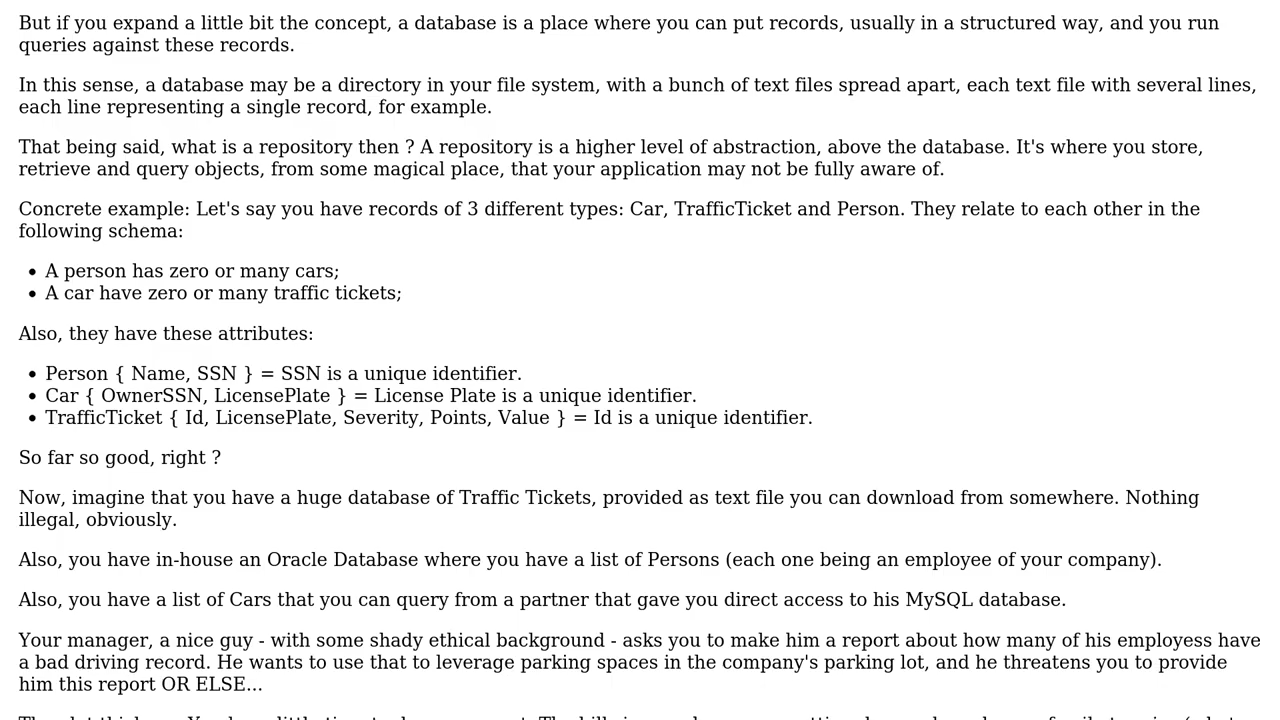 But if you expand a little bit the concept, a database is a place where you can put records, usually in a structured way, and you run
queries against these records.
In this sense, a database may be a directory in your file system, with a bunch of text files spread apart, each text file with several lines,
each line representing a single record, for example.
That being said, what is a repository then ? A repository is a higher level of abstraction, above the database. It's where you store,
retrieve and query objects, from some magical place, that your application may not be fully aware of.
Concrete example: Let's say you have records of 3 different types: Car, TrafficTicket and Person. They relate to each other in the
following schema:
• A person has zero or many cars;
• A car have zero or many traffic tickets;
Also, they have these attributes:
• Person { Name, SSN } = SSN is a unique identifier.
• Car { OwnerSSN, LicensePlate } = License Plate is a unique identifier.
• TrafficTicket { Id, LicensePlate, Severity, Points, Value } = Id is a unique identifier.
So far so good, right ?
Now, imagine that you have a huge database of Traffic Tickets, provided as text file you can download from somewhere. Nothing
illegal, obviously.
Also, you have in-house an Oracle Database where you have a list of Persons (each one being an employee of your company).
Also, you have a list of Cars that you can query from a partner that gave you direct access to his MySQL database.
Your manager, a nice guy - with some shady ethical background - asks you to make him a report about how many of his employess have
a bad driving record. He wants to use that to leverage parking spaces in the company's parking lot, and he threatens you to provide
him this report OR ELSE...